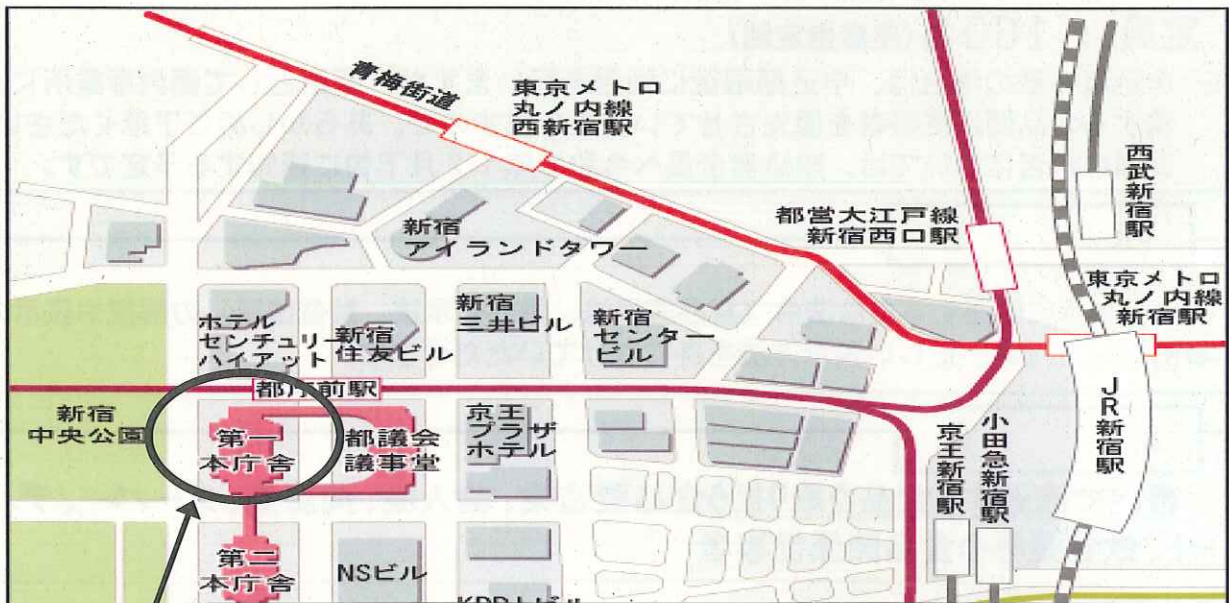 青梅街道
東京メトロ
丸ノ内線
西新宿駅
西武新宿駅
都営大江戸線
新宿西口駅
新宿
アイランドタワー
東京メトロ
丸ノ内線
新宿駅
ホテル
センチュリー
ハイアット
新宿
住友ビル
新宿
三井ビル
新宿
センター
ビル
都庁前駅
JR新宿駅
新宿
中央公園
第一
本庁舎
都議会
議事堂
京王
プラザ
ホテル
京王新宿駅
小田急新宿駅
第二
本庁舎
NSビル